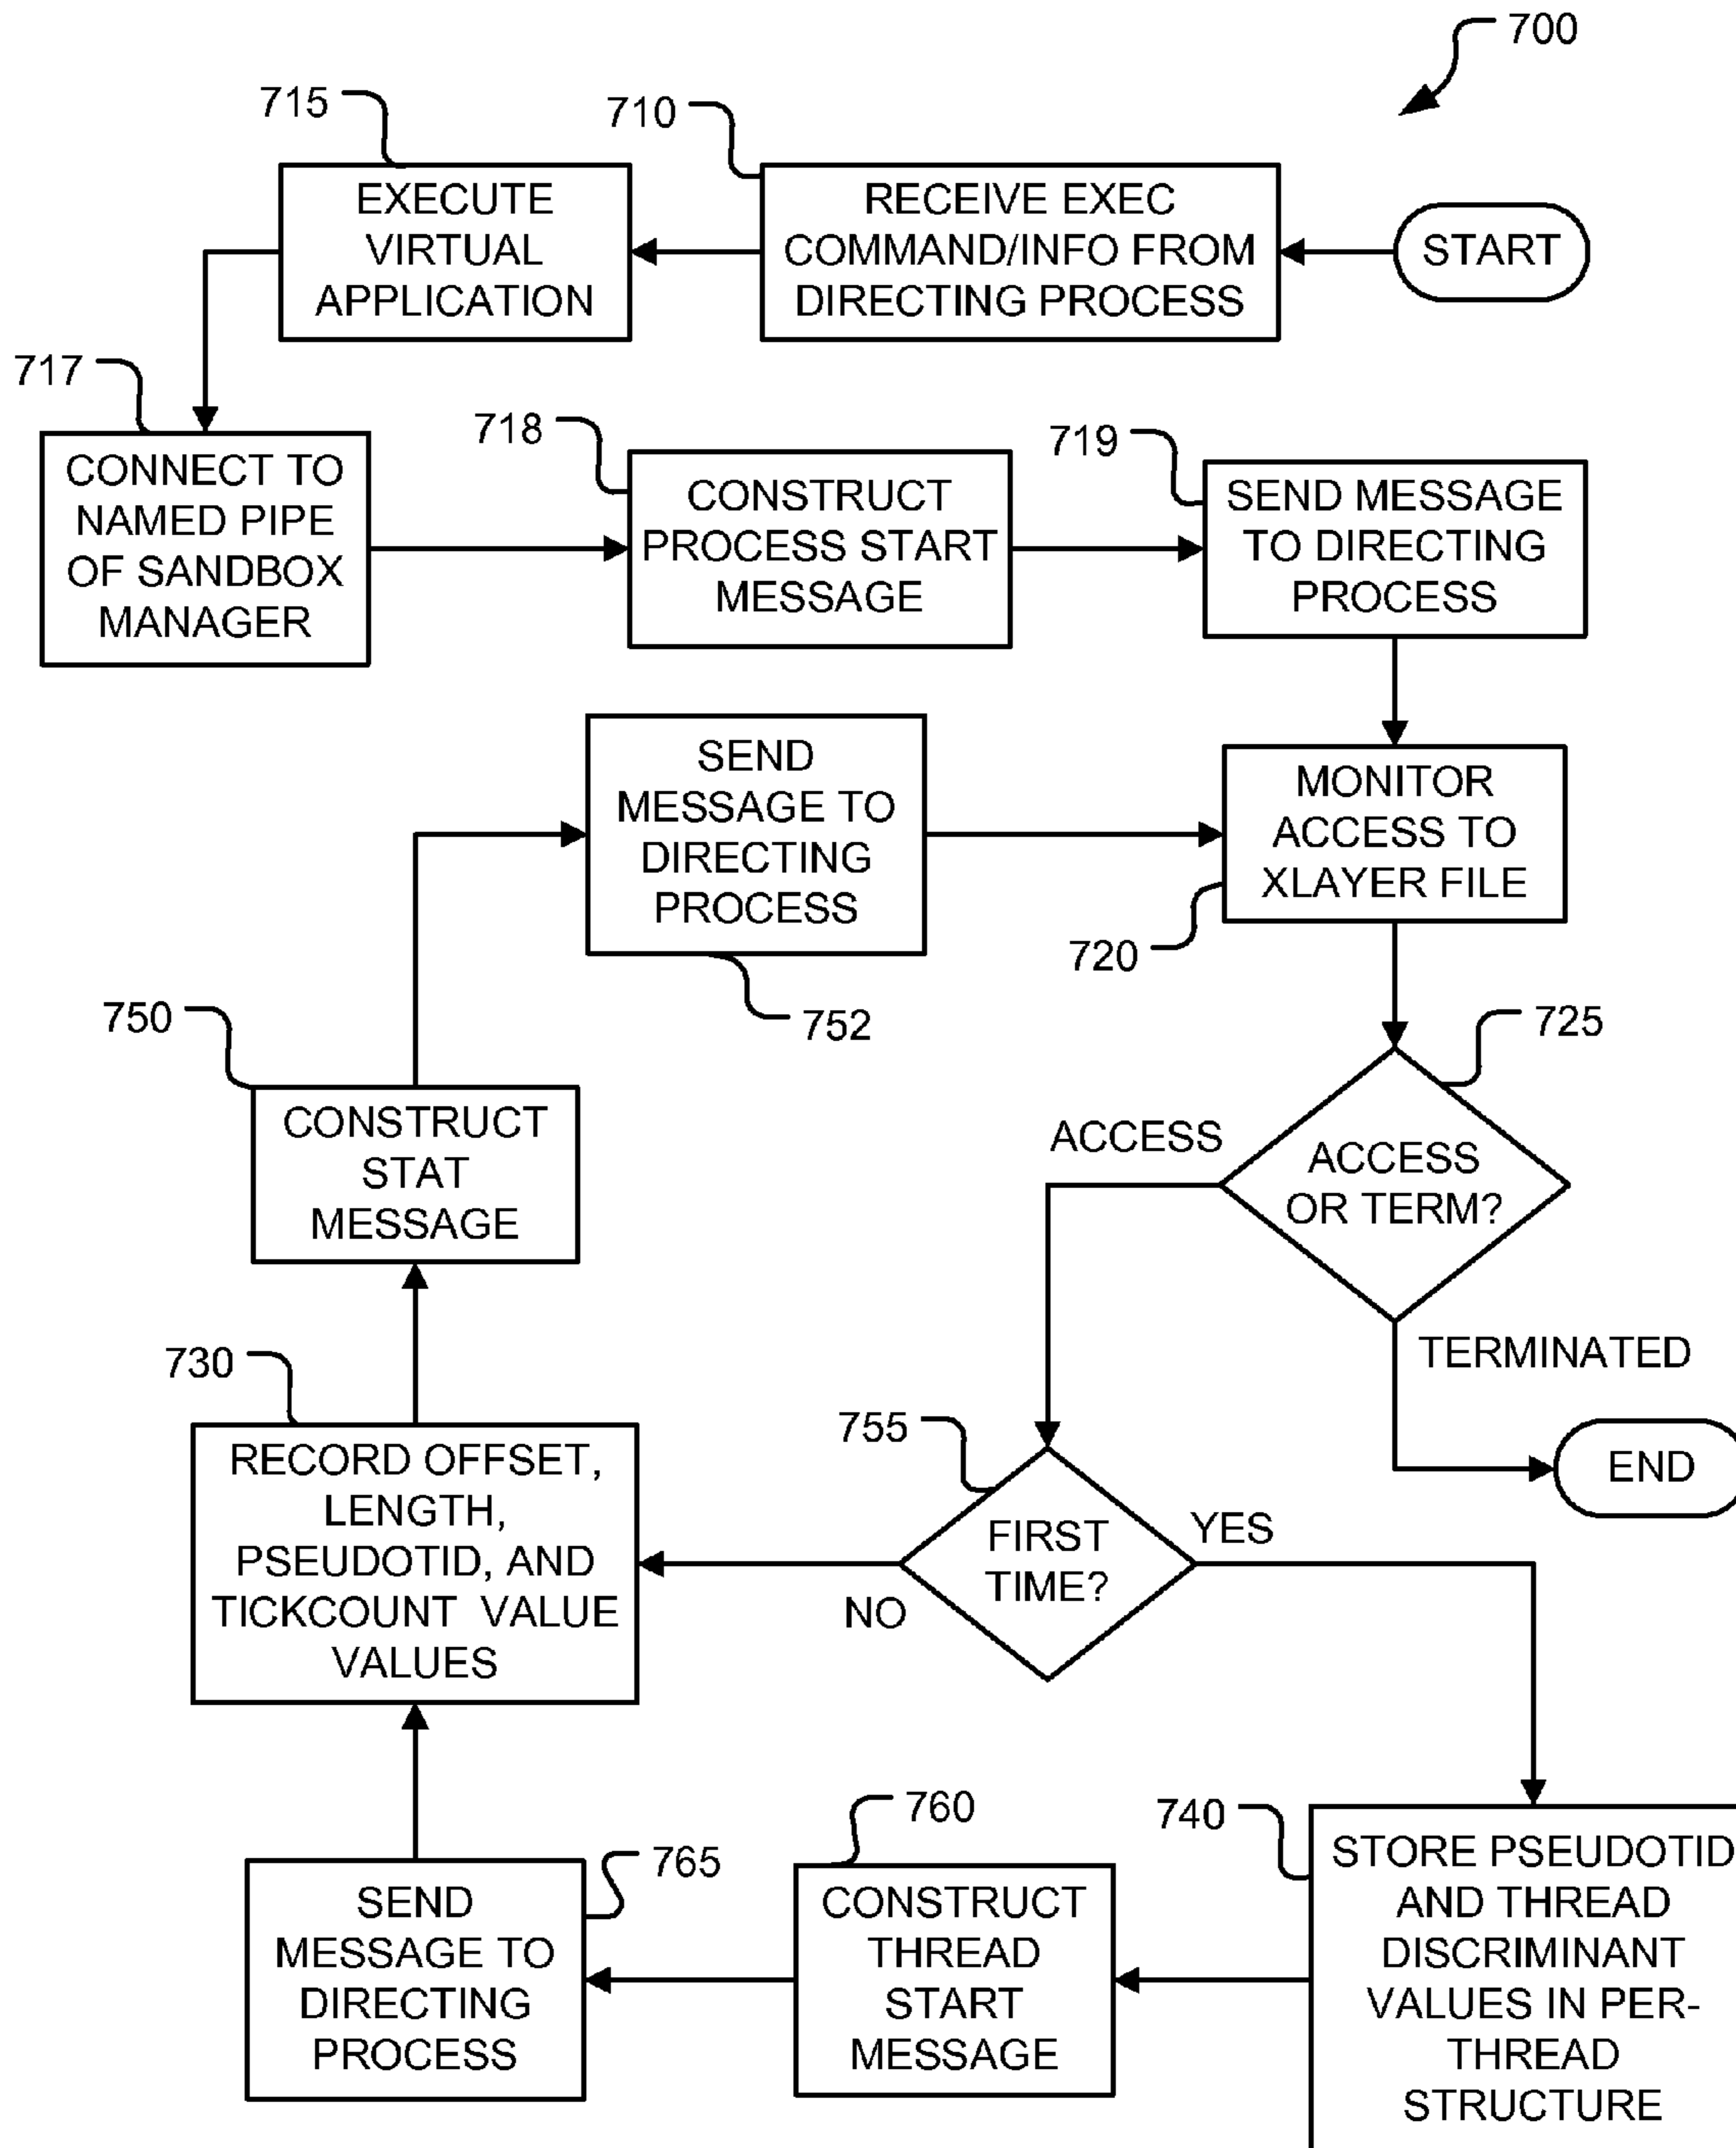 700
715
710
EXECUTE
VIRTUAL
APPLICATION
RECEIVE EXEC
COMMAND/INFO FROM
DIRECTING PROCESS
START
717
718
719
CONNECT TO
NAMED PIPE
OF SANDBOX
MANAGER
CONSTRUCT
PROCESS START
MESSAGE
SEND MESSAGE
TO DIRECTING
PROCESS
SEND
MESSAGE TO
DIRECTING
PROCESS
MONITOR
ACCESS TO
XLAYER FILE
720
750
752
725
CONSTRUCT
STAT
MESSAGE
ACCESS
ACCESS
OR TERM?
TERMINATED
730
755
END
RECORD OFFSET,
LENGTH,
PSEUDOTID, AND
TICKCOUNT VALUE
VALUES
FIRST
TIME?
YES
NO
760
740
765
SEND
MESSAGE TO
DIRECTING
PROCESS
CONSTRUCT
THREAD
START
MESSAGE
STORE PSEUDOTID
AND THREAD
DISCRIMINANT
VALUES IN PER-
THREAD
STRUCTURE